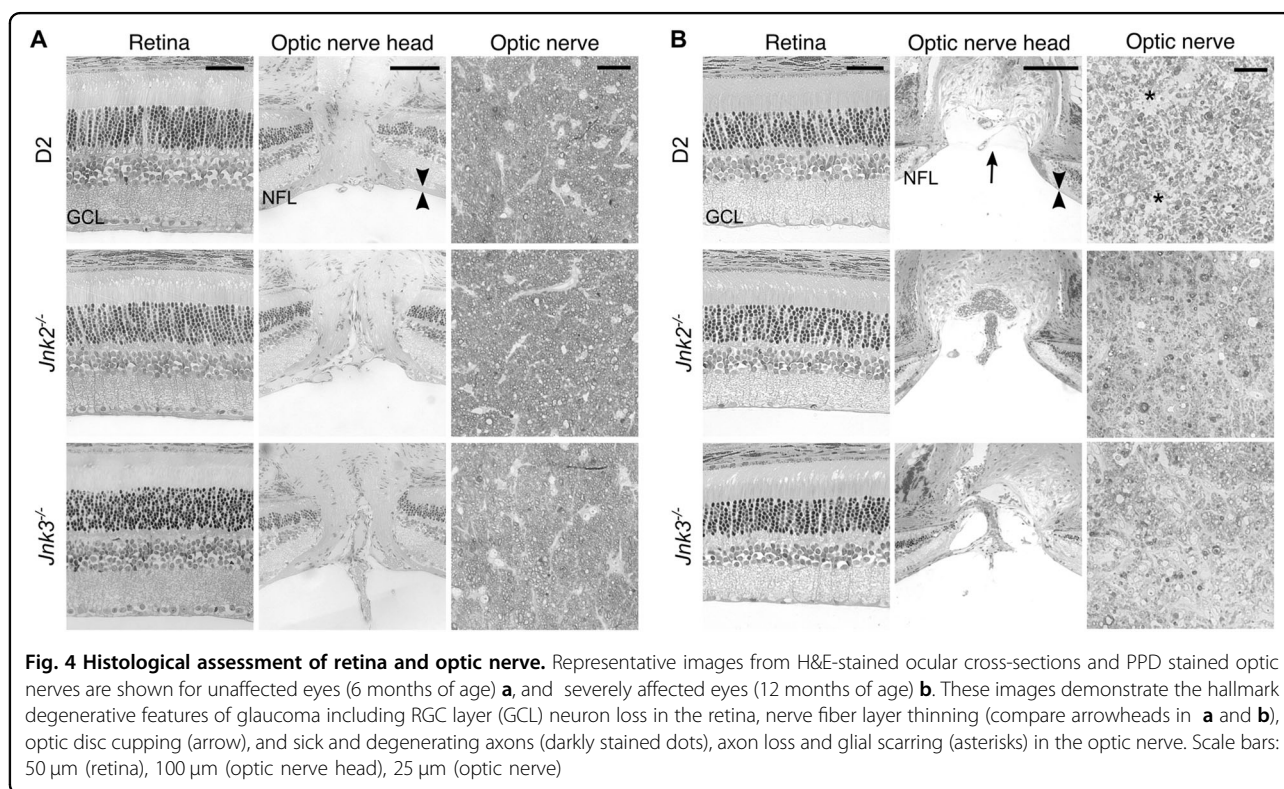 A
B
Retina Optic nerve head Optic nerve
Retina Optic nerve head Optic nerve
D2
NFL
GCL
Jnk2-/-
Jnk3-/-
D2
*
NFL
*
GCL
Jnk2-/-
Jnk3-/-
Fig. 4 Histological assessment of retina and optic nerve. Representative images from H&E-stained ocular cross-sections and PPD stained optic
nerves are shown for unaffected eyes (6 months of age) a, and severely affected eyes (12 months of age) b. These images demonstrate the hallmark
degenerative features of glaucoma including RGC layer (GCL) neuron loss in the retina, nerve fiber layer thinning (compare arrowheads in a and b),
optic disc cupping (arrow), and sick and degenerating axons (darkly stained dots), axon loss and glial scarring (asterisks) in the optic nerve. Scale bars:
50 µm (retina), 100 µm (optic nerve head), 25 µm (optic nerve)